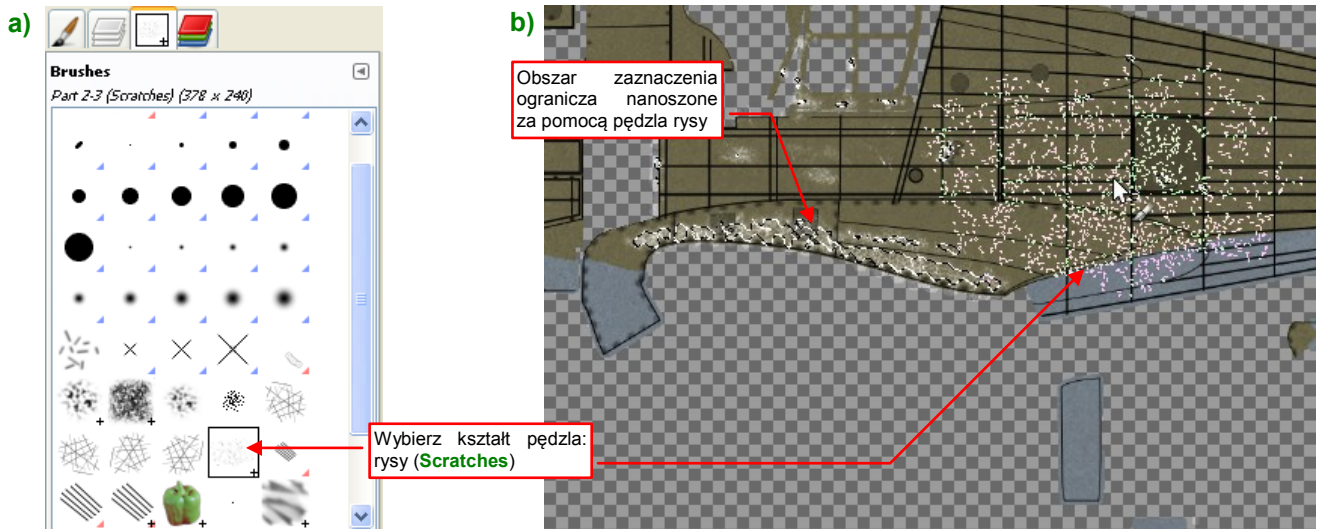 a)
Brushes
Part 2-3 (Scratches) (378 x 240)
Wybierz kształt pędzla:
rysy (Scratches)
b)
Obszar zaznaczenia
ogranicza nanoszone
za pomocą pędzla rysy